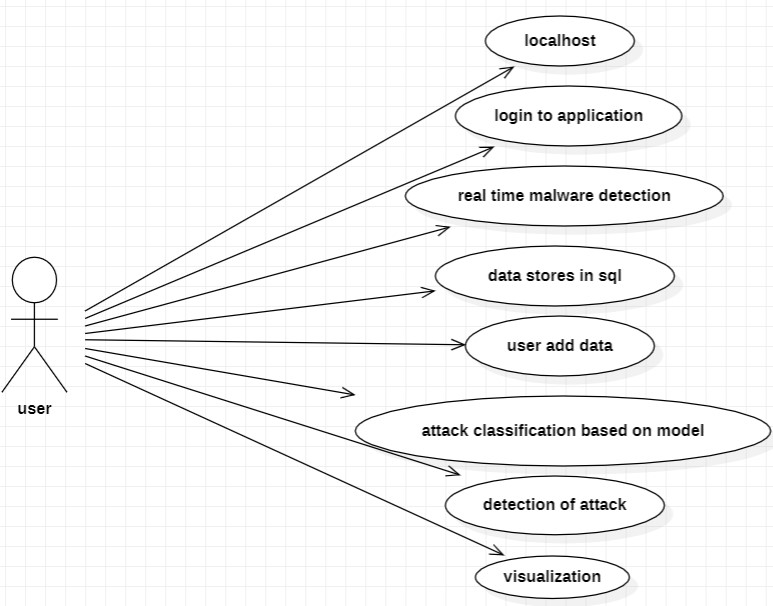 localhost
login to application
real time malware detection
data stores in sql
user add data
user
attack classification based on model
detection of attack
visualization